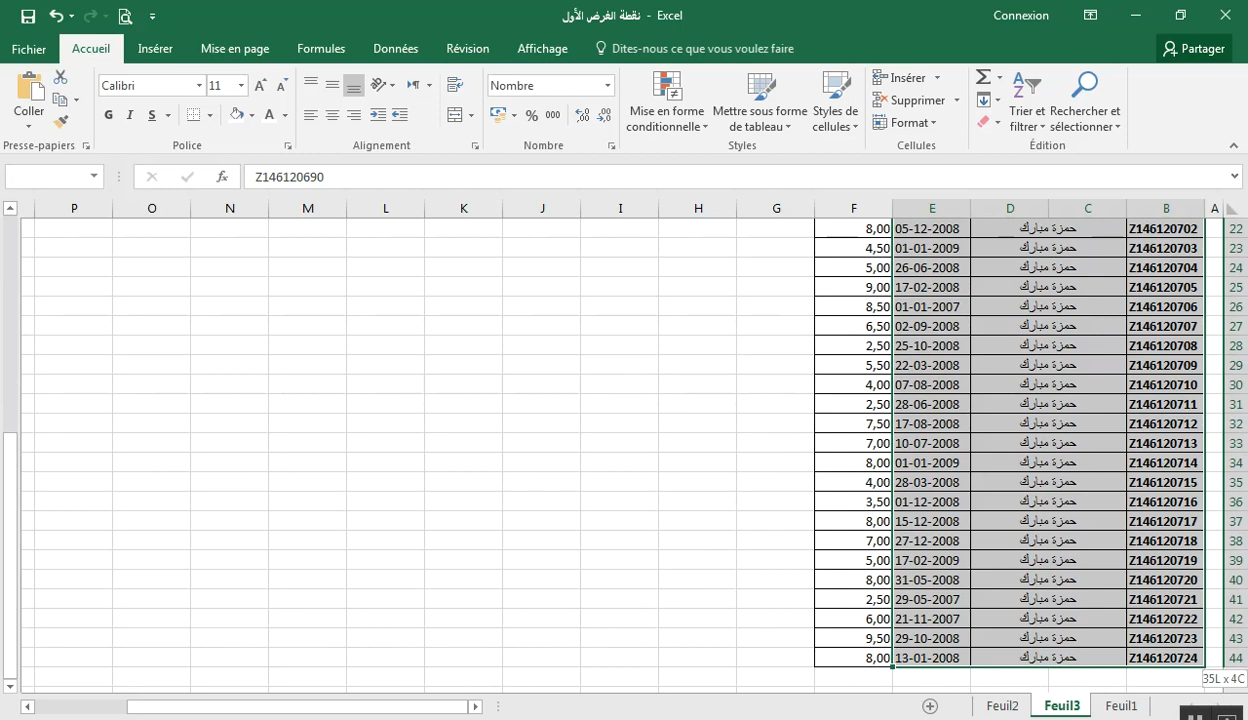 نقطة الغرض الأول - Excel
Connexion
Fichier Accueil Insérer Mise en page Formules Données Révision Affichage Dites-nous ce que vous voulez faire Partager
Coller
Calibri 11
G I S
Nombre
% 000
Mise en forme conditionnelle
Mettre sous forme de tableau
Styles de cellules
Insérer
Supprimer
Format
Trier et filtrer
Rechercher et sélectionner
Presse-papiers Police Alignement Nombre Styles Cellules Édition
fx Z146120690
P O N M L K J I H G F E D C B A
8,00 05-12-2008 حمزة مبارك Z146120702 22
4,50 01-01-2009 حمزة مبارك Z146120703 23
5,00 26-06-2008 حمزة مبارك Z146120704 24
9,00 17-02-2008 حمزة مبارك Z146120705 25
8,50 01-01-2007 حمزة مبارك Z146120706 26
6,50 02-09-2008 حمزة مبارك Z146120707 27
2,50 25-10-2008 حمزة مبارك Z146120708 28
5,50 22-03-2008 حمزة مبارك Z146120709 29
4,00 07-08-2008 حمزة مبارك Z146120710 30
2,50 28-06-2008 حمزة مبارك Z146120711 31
7,50 17-08-2008 حمزة مبارك Z146120712 32
7,00 10-07-2008 حمزة مبارك Z146120713 33
8,00 01-01-2009 حمزة مبارك Z146120714 34
4,00 28-03-2008 حمزة مبارك Z146120715 35
3,50 01-12-2008 حمزة مبارك Z146120716 36
8,00 15-12-2008 حمزة مبارك Z146120717 37
7,00 27-12-2008 حمزة مبارك Z146120718 38
5,00 17-02-2009 حمزة مبارك Z146120719 39
8,00 31-05-2008 حمزة مبارك Z146120720 40
2,50 29-05-2007 حمزة مبارك Z146120721 41
6,00 21-11-2007 حمزة مبارك Z146120722 42
9,50 29-10-2008 حمزة مبارك Z146120723 43
8,00 13-01-2008 حمزة مبارك Z146120724 44
35L x 4C
Feuil2 Feuil3 Feuil1